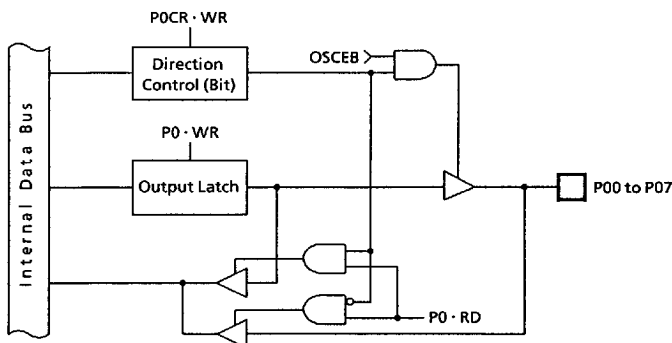 P0CR · WR
Direction
Control (Bit)
OSCEB
P0 · WR
Output Latch
P00 to P07
Internal Data Bus
P0 · RD